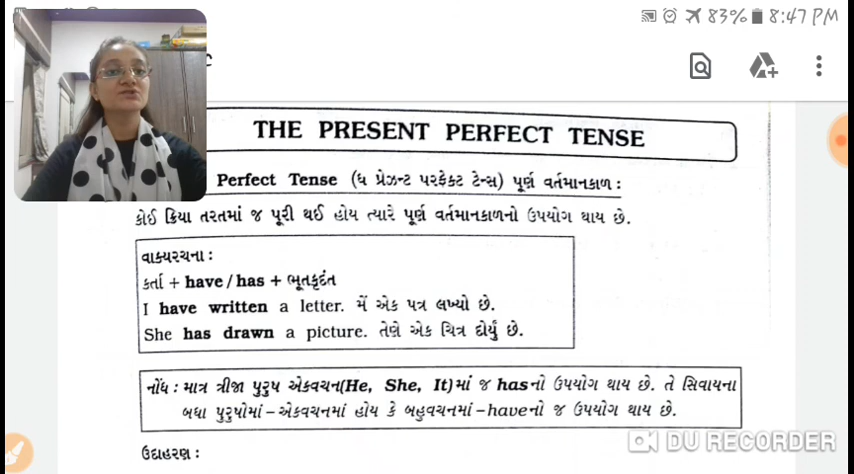 83% 8:47 PM
THE PRESENT PERFECT TENSE
Perfect Tense (ધ પ્રેઝન્ટ પરફેક્ટ ટેન્સ) પૂર્ણ વર્તમાનકાળ :
કોઈ ક્રિયા તરતમાં જ પૂરી થઈ હોય ત્યારે પૂર્ણ વર્તમાનકાળનો ઉપયોગ થાય છે.
વાક્યરચના :
કર્તા + have / has + ભૂતકૃદંત
I have written a letter. મેં એક પત્ર લખ્યો છે.
She has drawn a picture. તેણે એક ચિત્ર દોર્યું છે.
નોંધ : માત્ર ત્રીજા પુરુષ એકવચન(He, She, It)માં જ hasનો ઉપયોગ થાય છે. તે સિવાયના
બધા પુરુષોમાં – એકવચનમાં હોય કે બહુવચનમાં – haveનો જ ઉપયોગ થાય છે.
ઉદાહરણ :
DU RECORDER